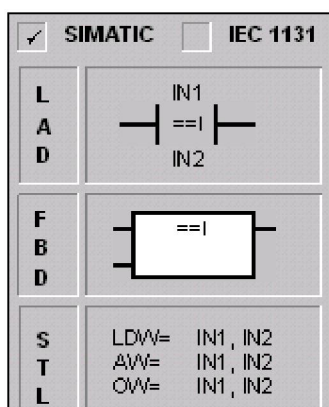 SIMATIC IEC 1131
L
A
D
IN1
==I
IN2
F
B
D
==I
S
T
L
LDW= IN1, IN2
AW= IN1, IN2
OW= IN1, IN2